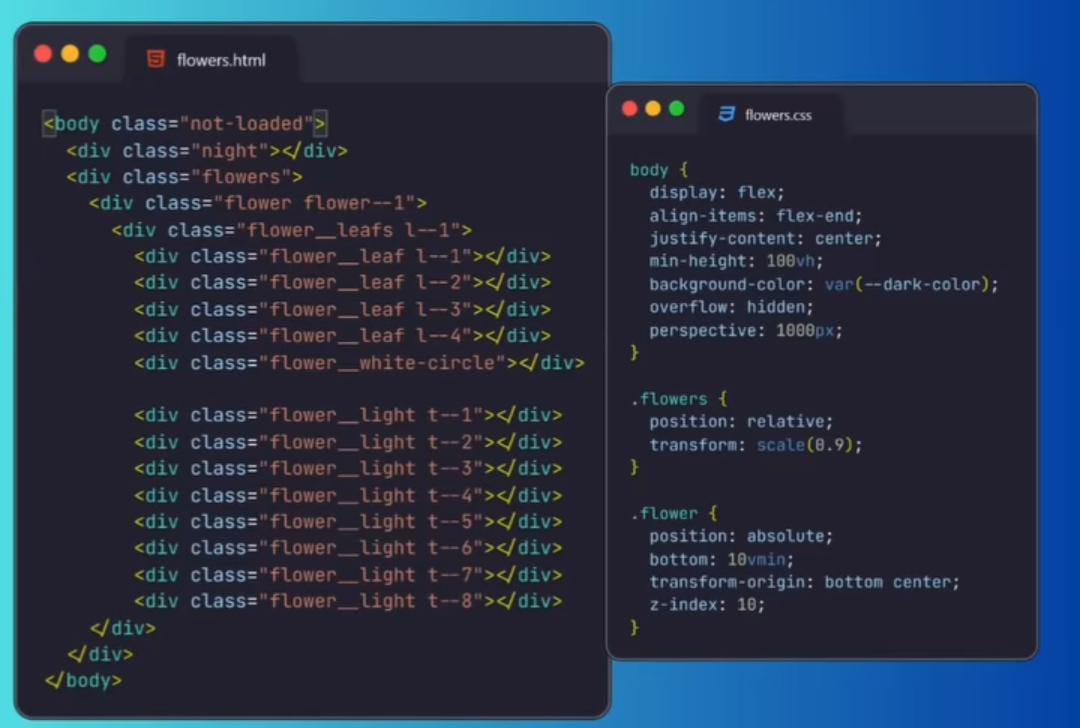 flowers.html
<body class="not-loaded">
<div class="night"></div>
<div class="flowers">
<div class="flower flower--1">
<div class="flower__leafs l--1">
<div class="flower__leaf l--1"></div>
<div class="flower__leaf l--2"></div>
<div class="flower__leaf l--3"></div>
<div class="flower__leaf l--4"></div>
<div class="flower__white-circle"></div>
<div class="flower__light t--1"></div>
<div class="flower__light t--2"></div>
<div class="flower__light t--3"></div>
<div class="flower__light t--4"></div>
<div class="flower__light t--5"></div>
<div class="flower__light t--6"></div>
<div class="flower__light t--7"></div>
<div class="flower__light t--8"></div>
</div>
</div>
</body>
flowers.css
body {
display: flex;
align-items: flex-end;
justify-content: center;
min-height: 100vh;
background-color: var(--dark-color);
overflow: hidden;
perspective: 1000px;
}
.flowers {
position: relative;
transform: scale(0.9);
}
.flower {
position: absolute;
bottom: 10vmin;
transform-origin: bottom center;
z-index: 10;
}